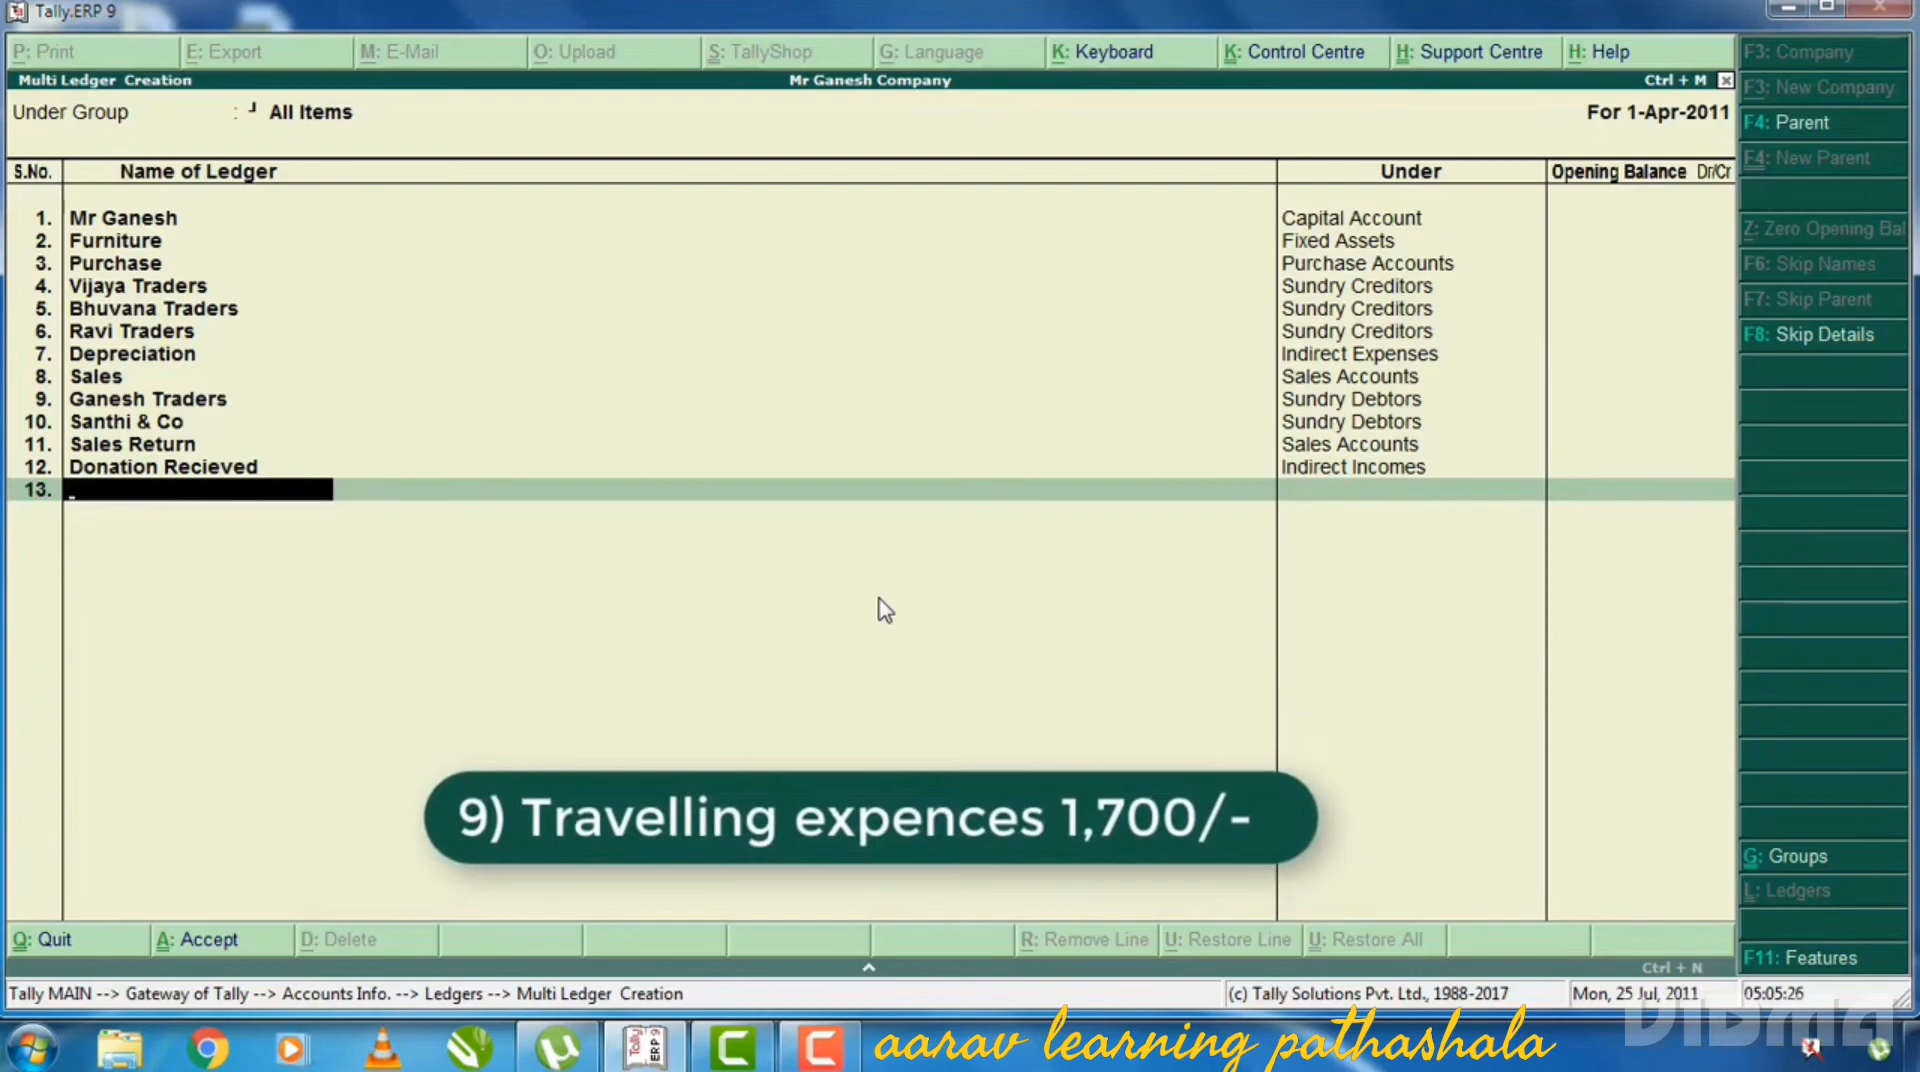 Tally.ERP 9
P: Print E: Export M: E-Mail O: Upload S: TallyShop G: Language K: Keyboard K: Control Centre H: Support Centre H: Help
Multi Ledger Creation Mr Ganesh Company Ctrl + M
Under Group : All Items For 1-Apr-2011
S.No. Name of Ledger Under Opening Balance Dr/Cr
1. Mr Ganesh Capital Account
2. Furniture Fixed Assets
3. Purchase Purchase Accounts
4. Vijaya Traders Sundry Creditors
5. Bhuvana Traders Sundry Creditors
6. Ravi Traders Sundry Creditors
7. Depreciation Indirect Expenses
8. Sales Sales Accounts
9. Ganesh Traders Sundry Debtors
10. Santhi & Co Sundry Debtors
11. Sales Return Sales Accounts
12. Donation Recieved Indirect Incomes
13.
9) Travelling expences 1,700/-
F3: Company
F3: New Company
F4: Parent
F4: New Parent
Z: Zero Opening Bal
F6: Skip Names
F7: Skip Parent
F8: Skip Details
G: Groups
L: Ledgers
F11: Features
Q: Quit A: Accept D: Delete R: Remove Line U: Restore Line U: Restore All
Ctrl + N
Tally MAIN --> Gateway of Tally --> Accounts Info. --> Ledgers --> Multi Ledger Creation (c) Tally Solutions Pvt. Ltd., 1988-2017 Mon, 25 Jul, 2011 05:05:26
Tally ERP 9
aarav learning pathashala